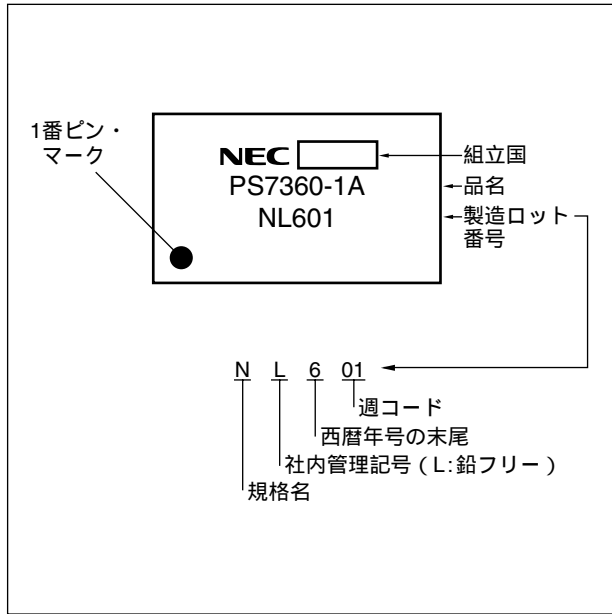 1番ピン・
マーク
NEC
組立国
PS7360-1A
品名
NL601
製造ロット
番号
N L 6 01
週コード
西暦年号の末尾
社内管理記号（L:鉛フリー）
規格名